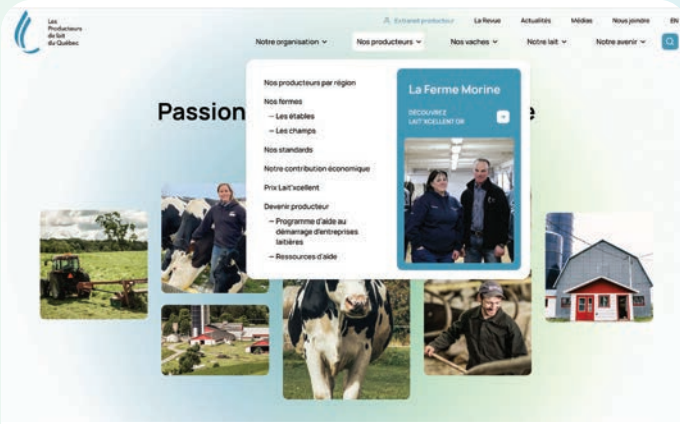 Les
Producteurs
de lait
du Québec
Extranet producteur
La Revue
Actualités
Médias
Nous joindre
EN
Notre organisation
Nos producteurs
Nos vaches
Notre lait
Notre avenir
Passion
e
Nos producteurs par région
Nos fermes
— Les étables
— Les champs
Nos standards
Notre contribution économique
Prix Lait'xcellent
Devenir producteur
— Programme d'aide au
démarrage d'entreprises
laitières
— Ressources d'aide
La Ferme Morine
DÉCOUVREZ
LAIT'XCELLENT OR